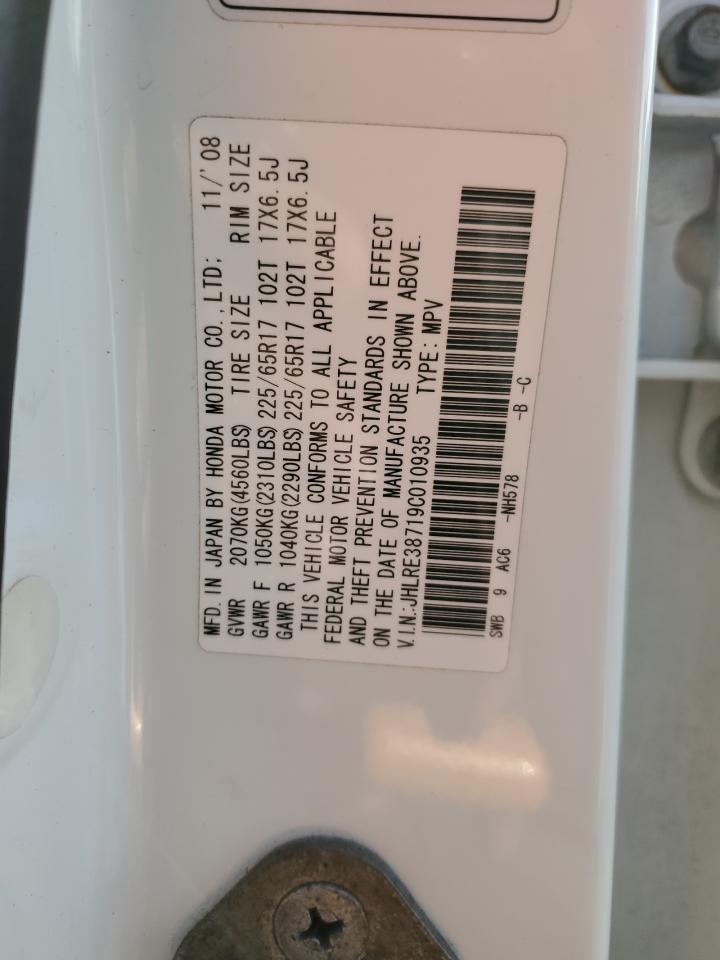 MFD. IN JAPAN BY HONDA MOTOR CO., LTD; 11/'08
GVWR 2070KG(4560LBS) TIRE SIZE RIM SIZE
GAWR F 1050KG(2310LBS) 225/65R17 102T 17X6. 5J
GAWR R 1040KG(2290LBS) 225/65R17 102T 17X6. 5J
THIS VEHICLE CONFORMS TO ALL APPLICABLE
FEDERAL MOTOR VEHICLE SAFETY
AND THEFT PREVENTION STANDARDS IN EFFECT
ON THE DATE OF MANUFACTURE SHOWN ABOVE.
V.I.N.:JHLRE38719C010935 TYPE: MPV
SWB 9 AC6 -NH578 -B -C